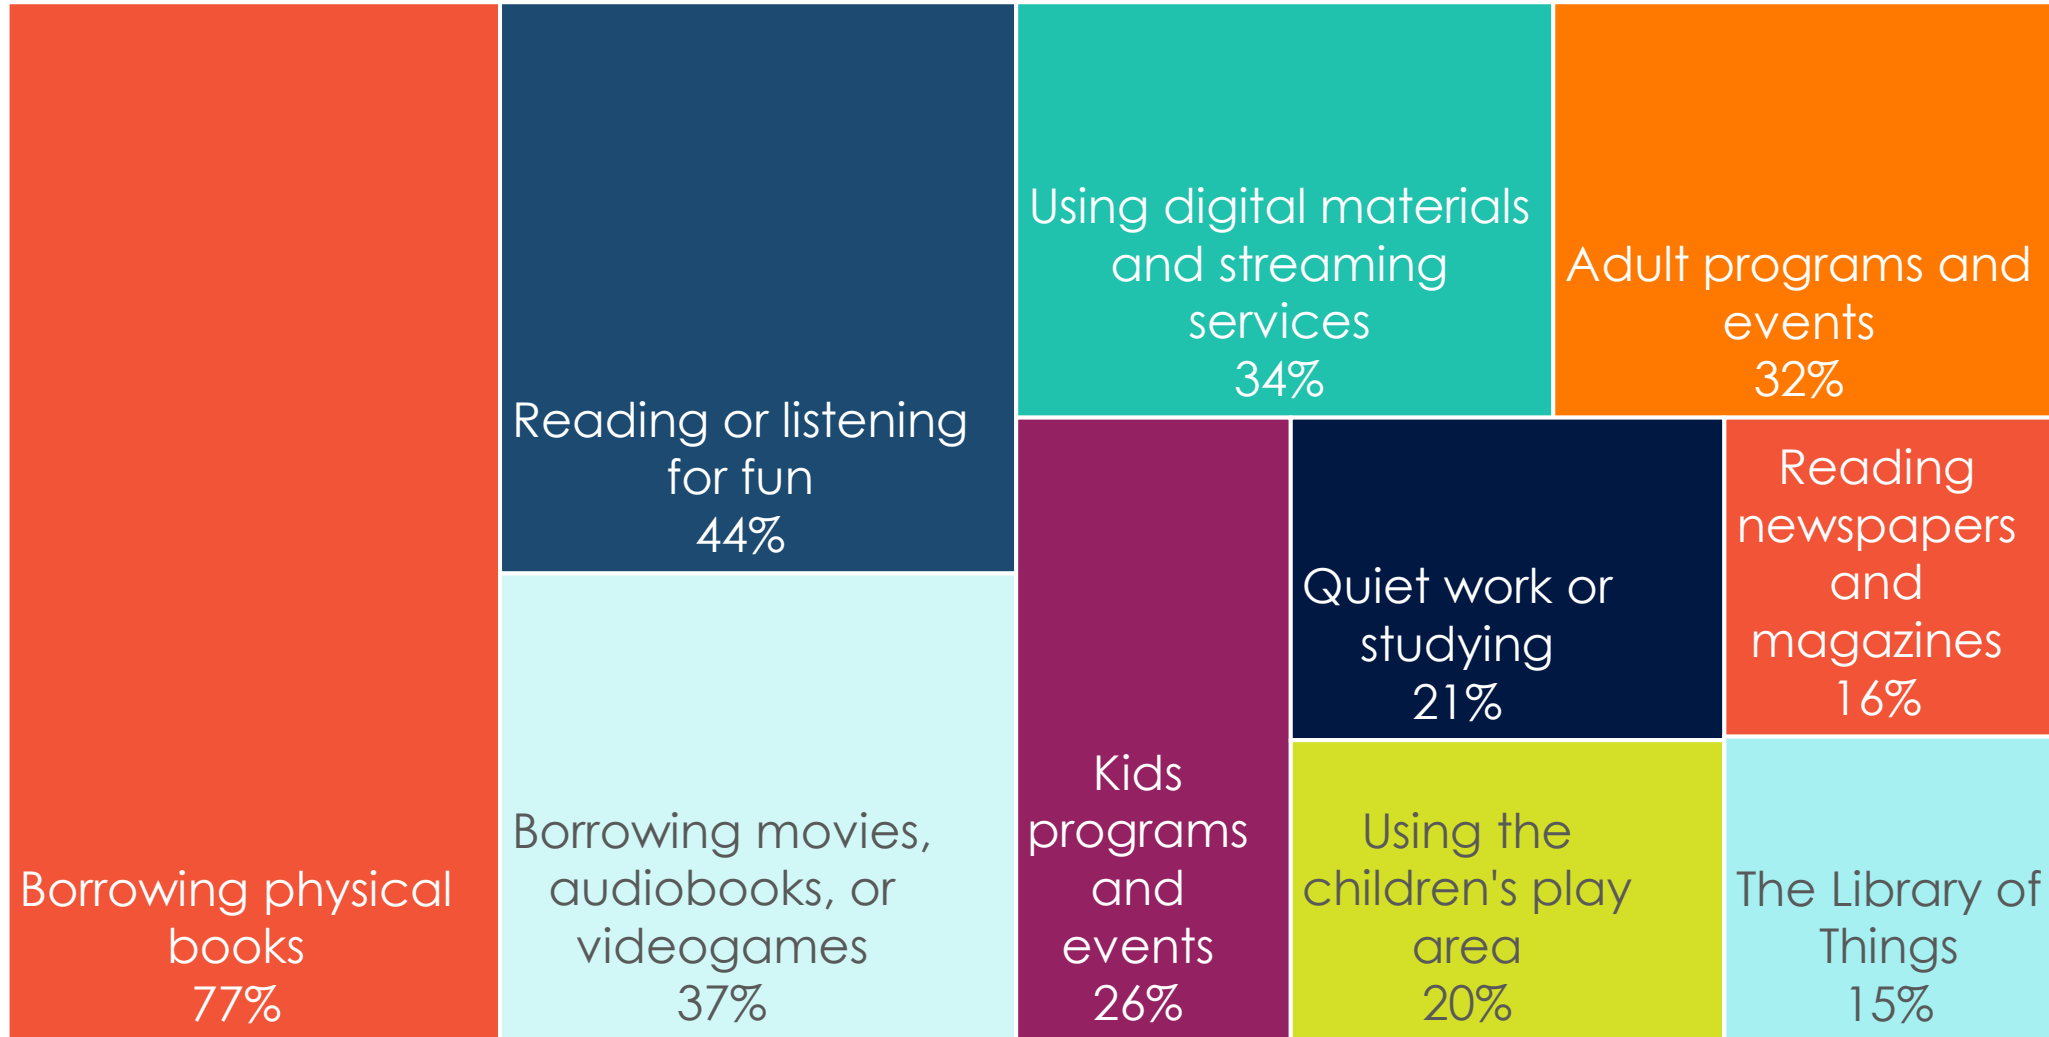 Borrowing physical
books
77%
Reading or listening
for fun
44%
Borrowing movies,
audiobooks, or
videogames
37%
Using digital materials
and streaming
services
34%
Adult programs and
events
32%
Kids
programs
and
events
26%
Quiet work or
studying
21%
Using the
children's play
area
20%
Reading
newspapers
and
magazines
16%
The Library of
Things
15%